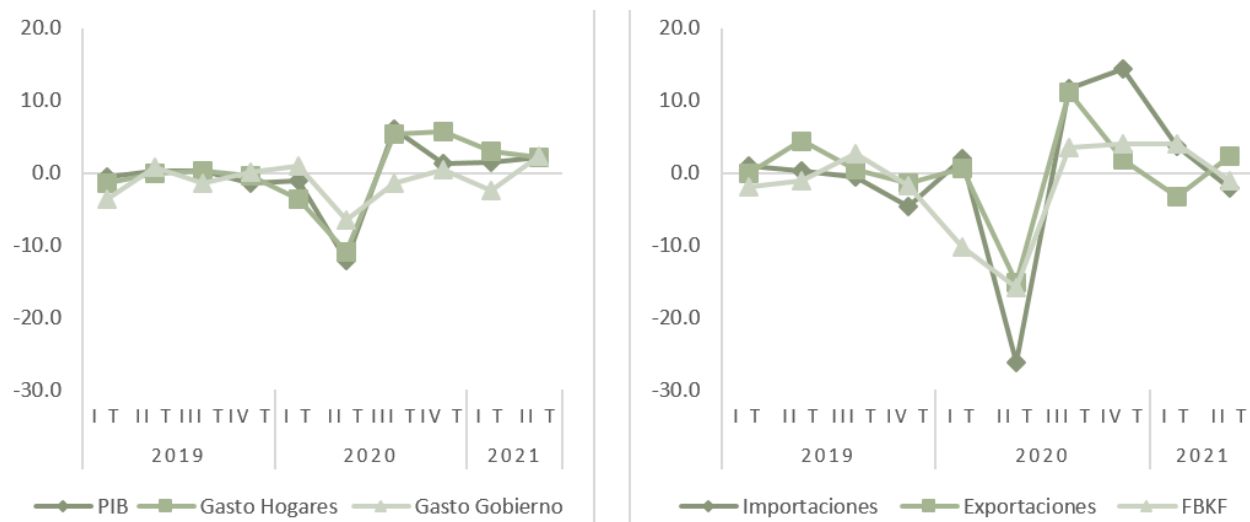 20.0
10.0
0.0
-10.0
-20.0
-30.0
I T II T III T IV T I T II T III T IV T I T II T
2019 2020 2021
PIB Gasto Hogares Gasto Gobierno
20.0
10.0
0.0
-10.0
-20.0
-30.0
I T II T III T IV T I T II T III T IV T I T II T
2019 2020 2021
Importaciones Exportaciones FBKF